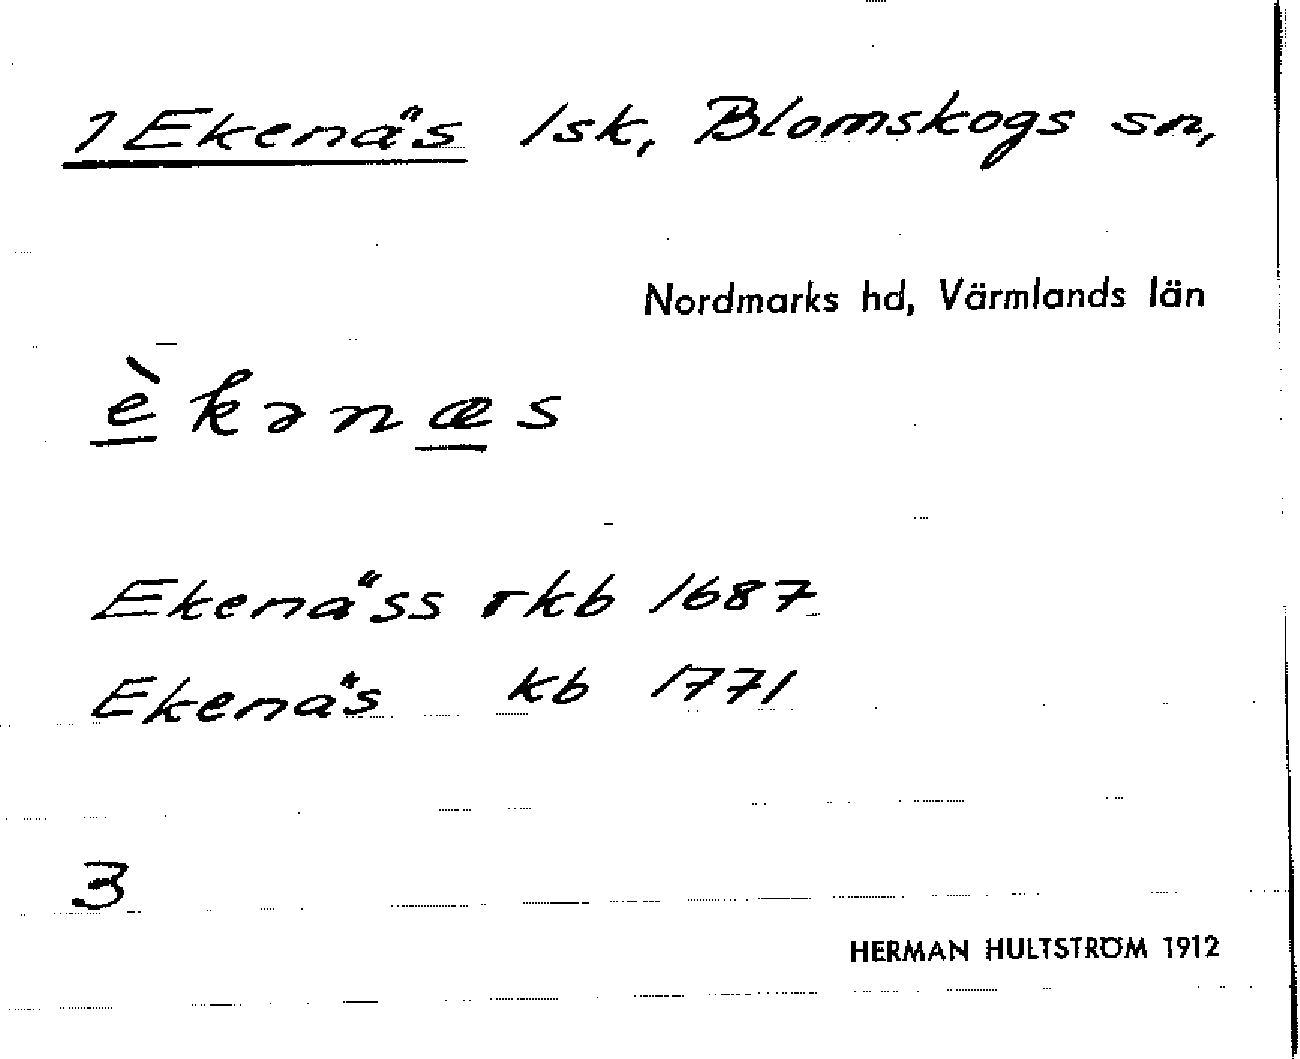 1 Ekenäs lsk, Blomskogs sn,
Nordmarks hd, Värmlands län
è k ə n æ s
Ekenäss rkb 1687
Ekenäs kb 1771
3
HERMAN HULTSTRÖM 1912